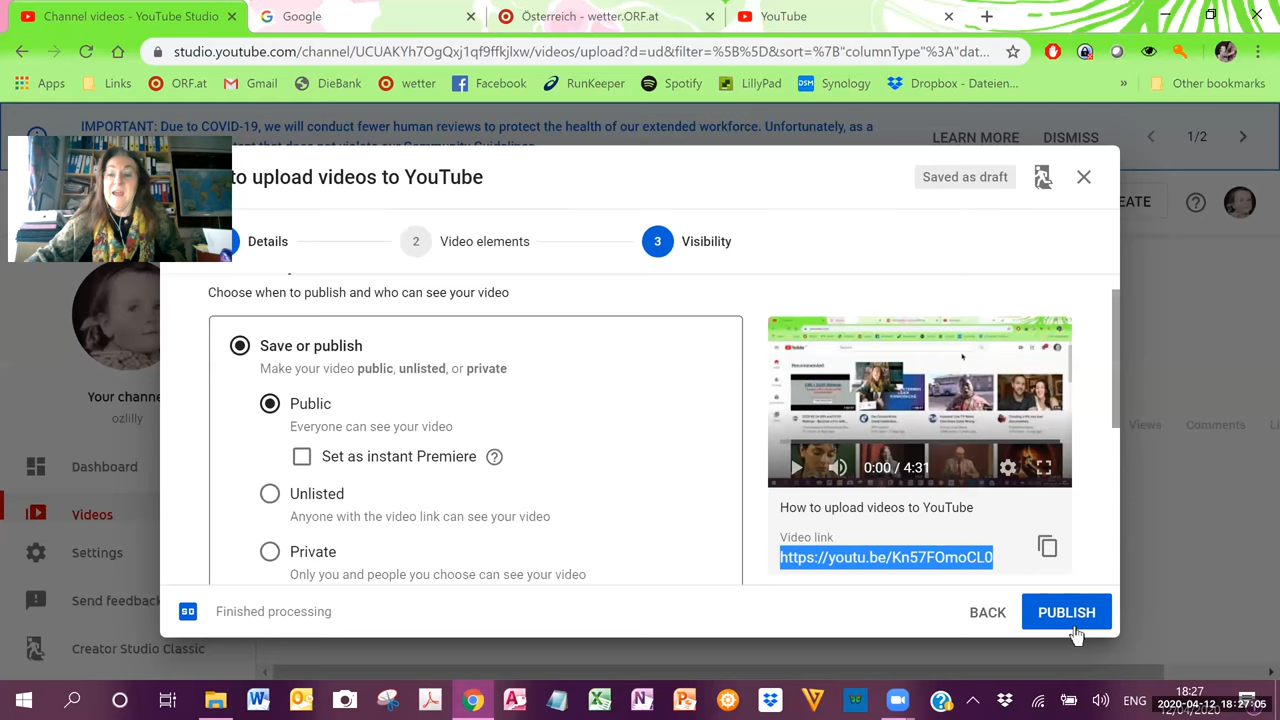 Channel videos - YouTube Studio
Google
Österreich - wetter.ORF.at
YouTube
studio.youtube.com/channel/UCUAKYh7OgQxj1qf9ffkjlxw/videos/upload?d=ud&filter=%5B%5D&sort=%7B"columnType"%3A"dat...
Apps
Links
ORF.at
Gmail
DieBank
wetter
Facebook
RunKeeper
Spotify
LillyPad
DSM
Synology
Dropbox - Dateien...
»
Other bookmarks
IMPORTANT: Due to COVID-19, we will conduct fewer human reviews to protect the health of our extended workforce. Unfortunately, as a
LEARN MORE
DISMISS
1/2
to upload videos to YouTube
Saved as draft
EATE
Details
2
Video elements
3
Visibility
Choose when to publish and who can see your video
Save or publish
Make your video public, unlisted, or private
Public
Everyone can see your video
Set as instant Premiere
Unlisted
Anyone with the video link can see your video
Private
Only you and people you choose can see your video
Recommended
0:00 / 4:31
How to upload videos to YouTube
Video link
https://youtu.be/Kn57FOmoCL0
Your chann
ozlilly
Dashboard
Videos
Settings
Send feedback
Creator Studio Classic
Views
Comments
SD
Finished processing
BACK
PUBLISH
ENG
18:27
2020-04-12 18:27:05